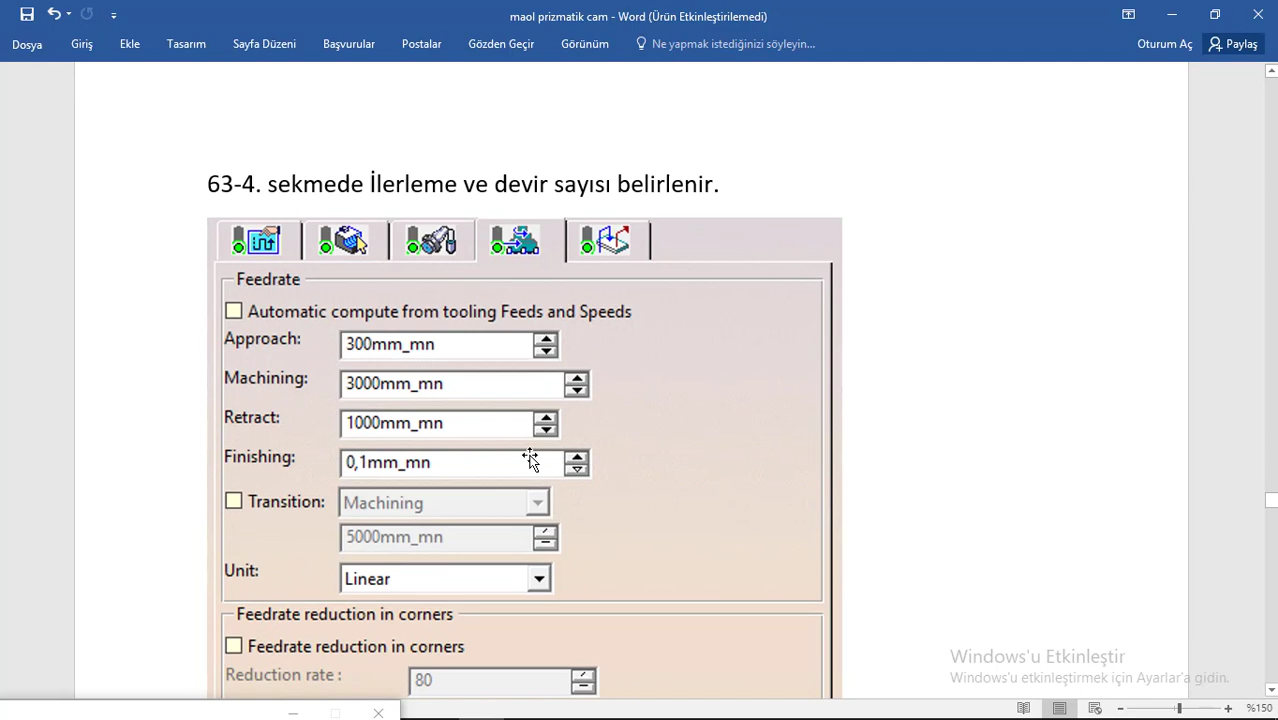 maol prizmatik cam - Word (Ürün Etkinleştirilemedi)
Dosya Giriş Ekle Tasarım Sayfa Düzeni Başvurular Postalar Gözden Geçir Görünüm Ne yapmak istediğinizi söyleyin... Oturum Aç Paylaş
63-4. sekmede İlerleme ve devir sayısı belirlenir.
Feedrate
Automatic compute from tooling Feeds and Speeds
Approach: 300mm_mn
Machining: 3000mm_mn
Retract: 1000mm_mn
Finishing: 0,1mm_mn
Transition: Machining
5000mm_mn
Unit: Linear
Feedrate reduction in corners
Feedrate reduction in corners
Reduction rate : 80
Windows'u Etkinleştir
Windows'u etkinleştirmek için Ayarlar'a gidin.
%150